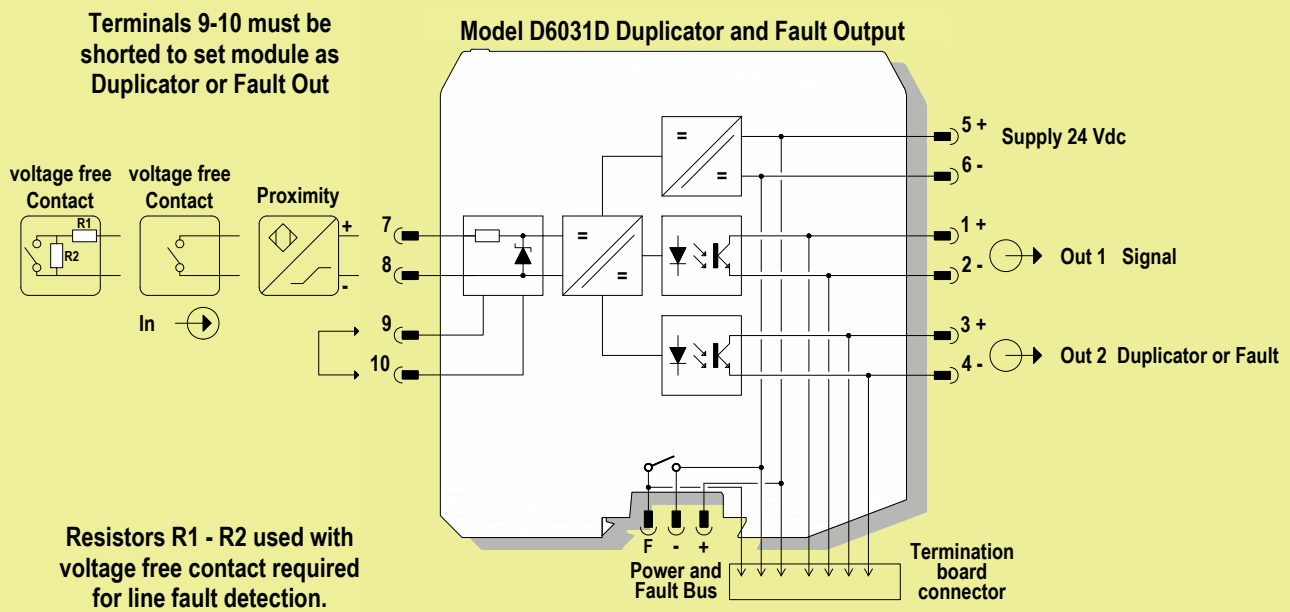 Terminals 9-10 must be
shorted to set module as
Duplicator or Fault Out
Model D6031D Duplicator and Fault Output
voltage free
Contact
R1
R2
voltage free
Contact
Proximity
+
-
In
7
8
9
10
=
=
=
=
5 +
6 -
Supply 24 Vdc
1 +
2 -
Out 1 Signal
3 +
4 -
Out 2 Duplicator or Fault
F - +
Power and
Fault Bus
Termination
board
connector
Resistors R1 - R2 used with
voltage free contact required
for line fault detection.